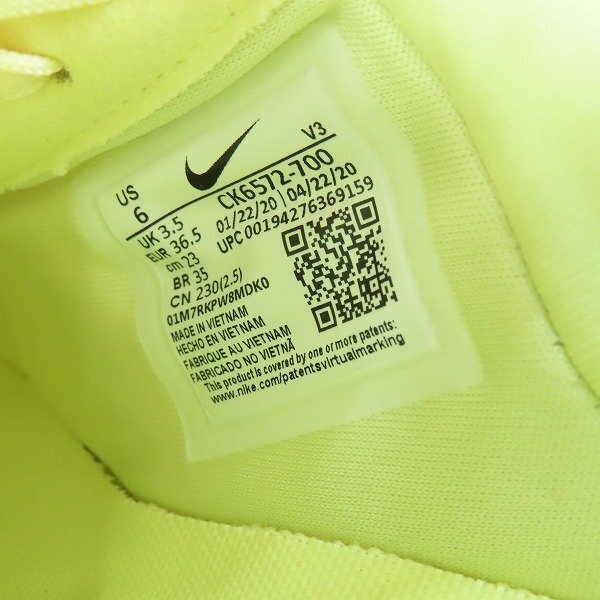 V3
US
6
CK6572-700
UK 3.5
01/22/20
04/22/20
EUR 36.5
UPC 00194276369159
cm 23
BR 35
CN 230(2.5)
01M7RKPW8MDK0
MADE IN VIETNAM
HECHO EN VIETNAM
FABRIQUE AU VIETNAM
FABRICADO NO VIETNÃ
This product is covered by one or more patents:
www.nike.com/patentsvirtualmarking